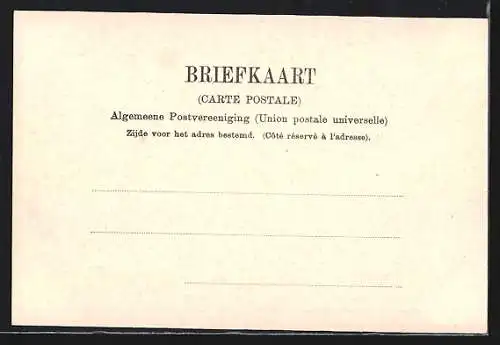 BRIEFKAART
(CARTE POSTALE)
Algemeene Postvereeniging (Union postale universelle)
Zijde voor het adres bestemd. (Côté réservé à l'adresse).